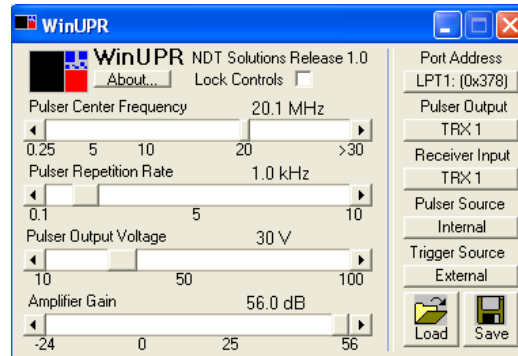 WinUPR
WinUPR NDT Solutions Release 1.0
About... Lock Controls
Pulser Center Frequency 20.1 MHz
0.25 5 10 20 >30
Pulser Repetition Rate 1.0 kHz
0.1 5 10
Pulser Output Voltage 30 V
10 50 100
Amplifier Gain 56.0 dB
-24 0 25 56
Port Address
LPT1: (0x378)
Pulser Output
TRX 1
Receiver Input
TRX 1
Pulser Source
Internal
Trigger Source
External
Load Save